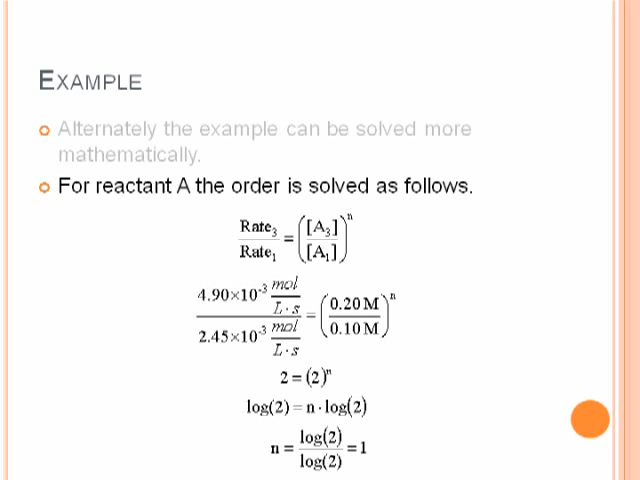 EXAMPLE
Alternately the example can be solved more
mathematically.
For reactant A the order is solved as follows.
Rate₃/Rate₁ = ([A₃]/[A₁])ⁿ
4.90×10⁻³ mol/L·s / 2.45×10⁻³ mol/L·s = (0.20 M/0.10 M)ⁿ
2 = (2)ⁿ
log(2) = n·log(2)
n = log(2)/log(2) = 1